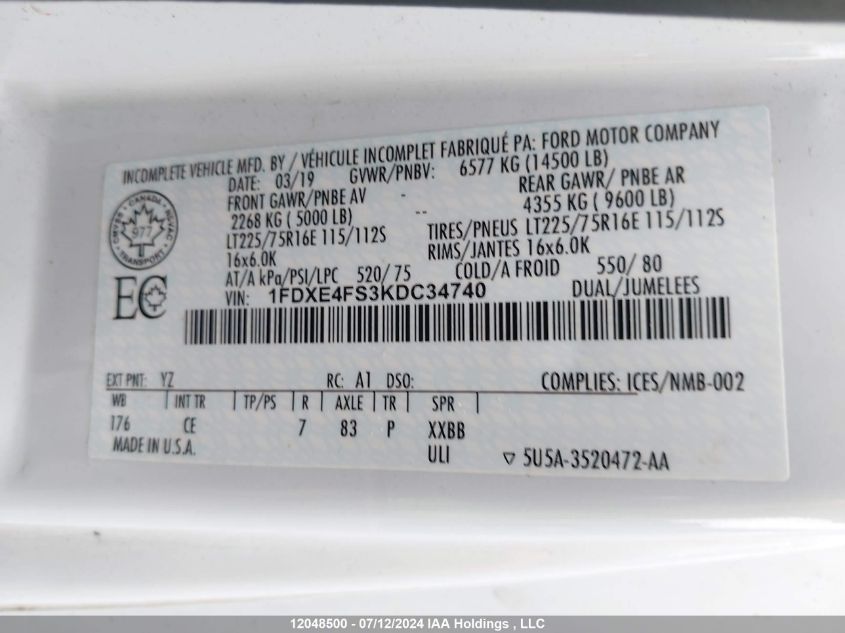 INCOMPLETE VEHICLE MFD. BY / VÉHICULE INCOMPLET FABRIQUÉ PA: FORD MOTOR COMPANY
DATE: 03/19 GVWR/PNBV: 6577 KG (14500 LB)
FRONT GAWR/PNBE AV - REAR GAWR/ PNBE AR
2268 KG ( 5000 LB) -- 4355 KG ( 9600 LB)
LT225/75R16E 115/112S TIRES/PNEUS LT225/75R16E 115/112S
16x6.0K RIMS/JANTES 16x6.0K
AT/A kPa/PSI/LPC 520/ 75 COLD/A FROID 550/ 80
VIN: 1FDXE4FS3KDC34740 DUAL/JUMELEES
CANADA
977
TRANSPORT
EC
EXT PNT: YZ RC: A1 DSO: COMPLIES: ICES/NMB-002
WB INT TR TP/PS R AXLE TR SPR
176 CE 7 83 P XXBB
MADE IN U.S.A. ULI 5U5A-3520472-AA
12048500 - 07/12/2024 IAA Holdings , LLC